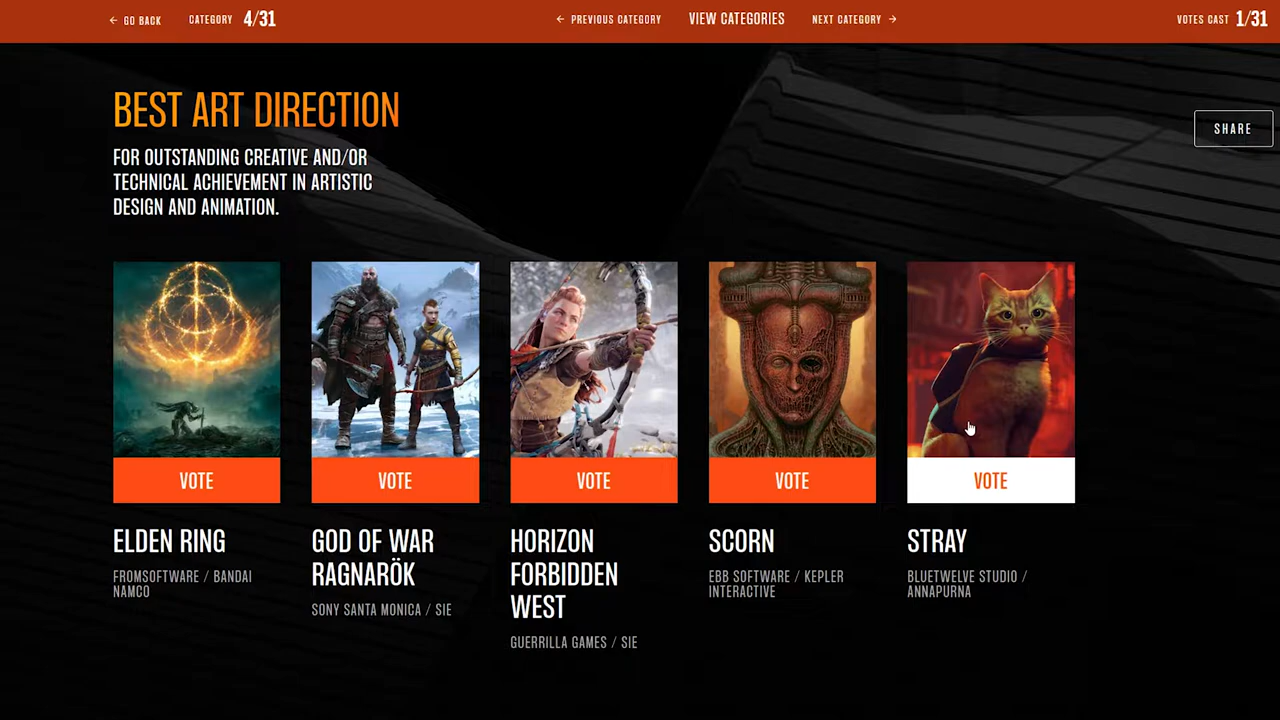 ← GO BACK
CATEGORY 4/31
← PREVIOUS CATEGORY
VIEW CATEGORIES
NEXT CATEGORY →
VOTES CAST 1/31
BEST ART DIRECTION
SHARE
FOR OUTSTANDING CREATIVE AND/OR
TECHNICAL ACHIEVEMENT IN ARTISTIC
DESIGN AND ANIMATION.
VOTE
ELDEN RING
FROMSOFTWARE / BANDAI
NAMCO
VOTE
GOD OF WAR
RAGNARÖK
SONY SANTA MONICA / SIE
VOTE
HORIZON
FORBIDDEN
WEST
GUERRILLA GAMES / SIE
VOTE
SCORN
EBB SOFTWARE / KEPLER
INTERACTIVE
VOTE
STRAY
BLUETWELVE STUDIO /
ANNAPURNA